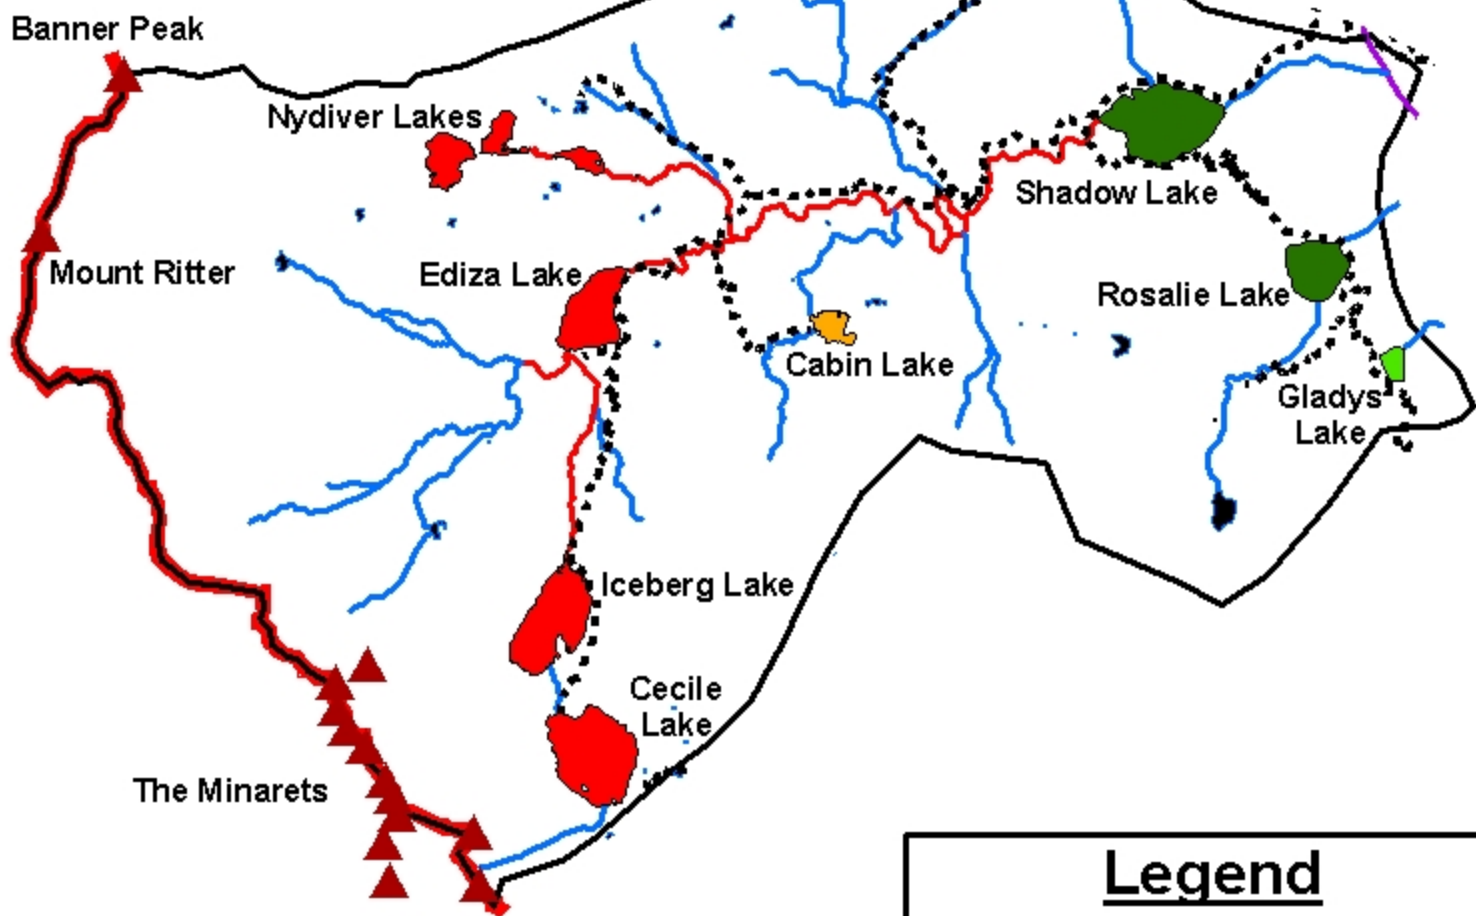 Banner Peak
Nydiver Lakes
Shadow Lake
Mount Ritter
Ediza Lake
Rosalie Lake
Cabin Lake
Gladys
Lake
Iceberg Lake
Cecile
Lake
The Minarets
Legend